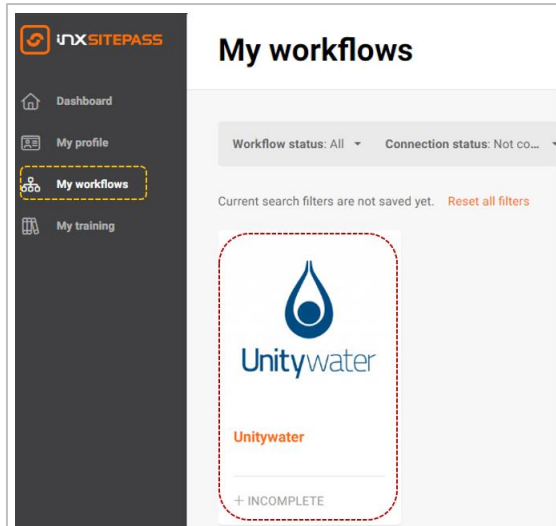 inxSITEPASS
My workflows
Dashboard
My profile
My workflows
My training
Workflow status: All
Connection status: Not co...
Current search filters are not saved yet. Reset all filters
Unitywater
Unitywater
+ INCOMPLETE